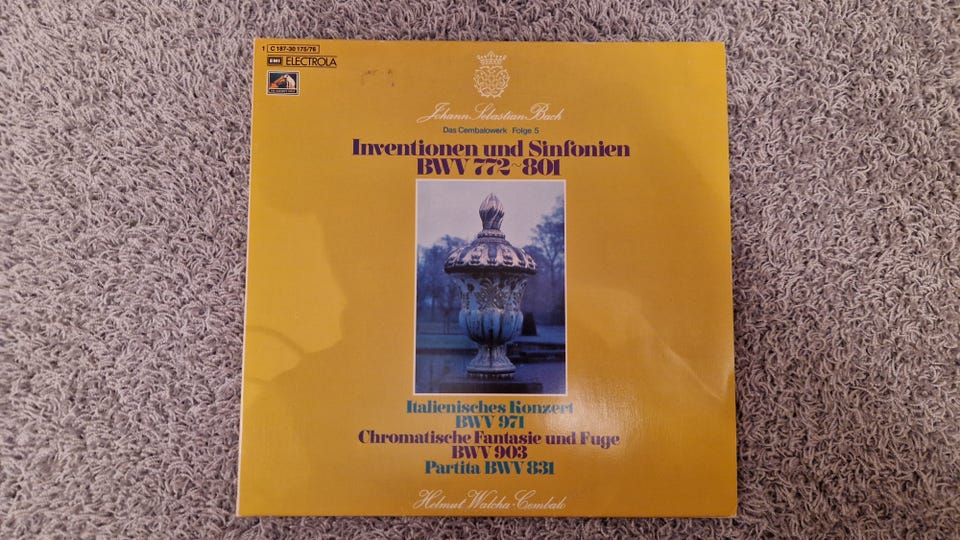 1 C 187-30 175/76
EMI ELECTROLA
Johann Sebastian Bach
Das Cembalowerk Folge 5
Inventionen und Sinfonien
BWV 772~801
Italienisches Konzert
BWV 971
Chromatische Fantasie und Fuge
BWV 903
Partita BWV 831
Helmut Walcha · Cembalo